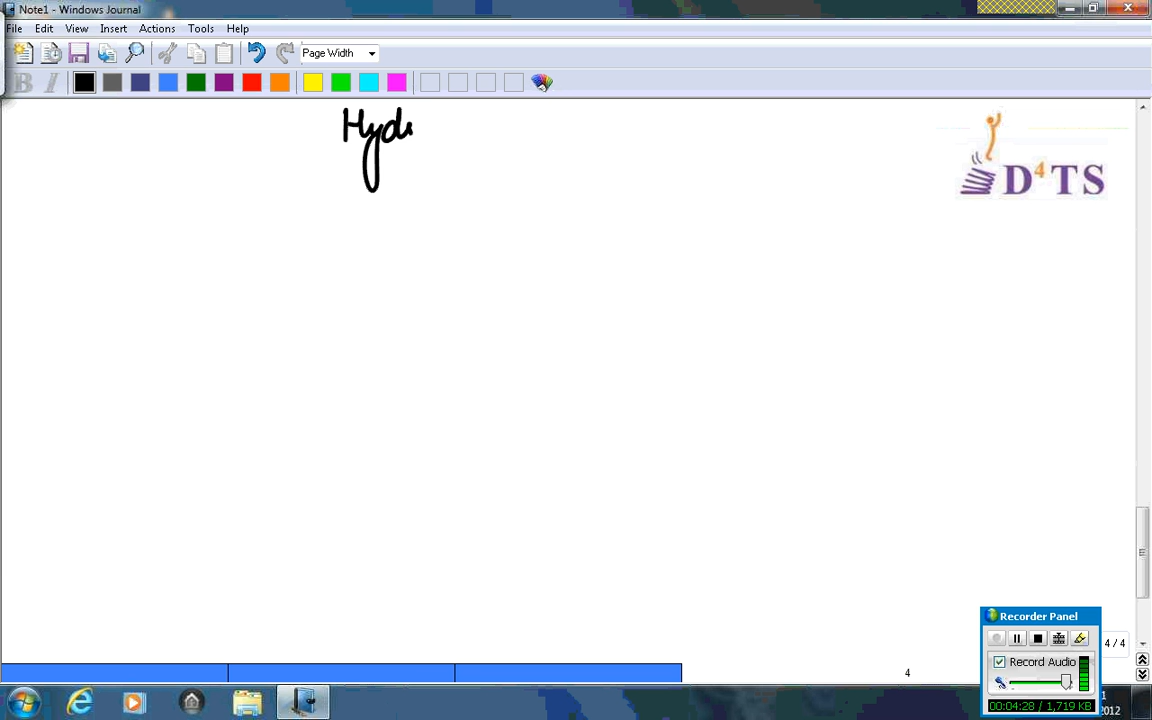 Note1 - Windows Journal
File Edit View Insert Actions Tools Help
Page Width
B I
Hyd
D4TS
4
Recorder Panel
4 / 4
Record Audio
00:04:28 / 1,719 KB
1
2012